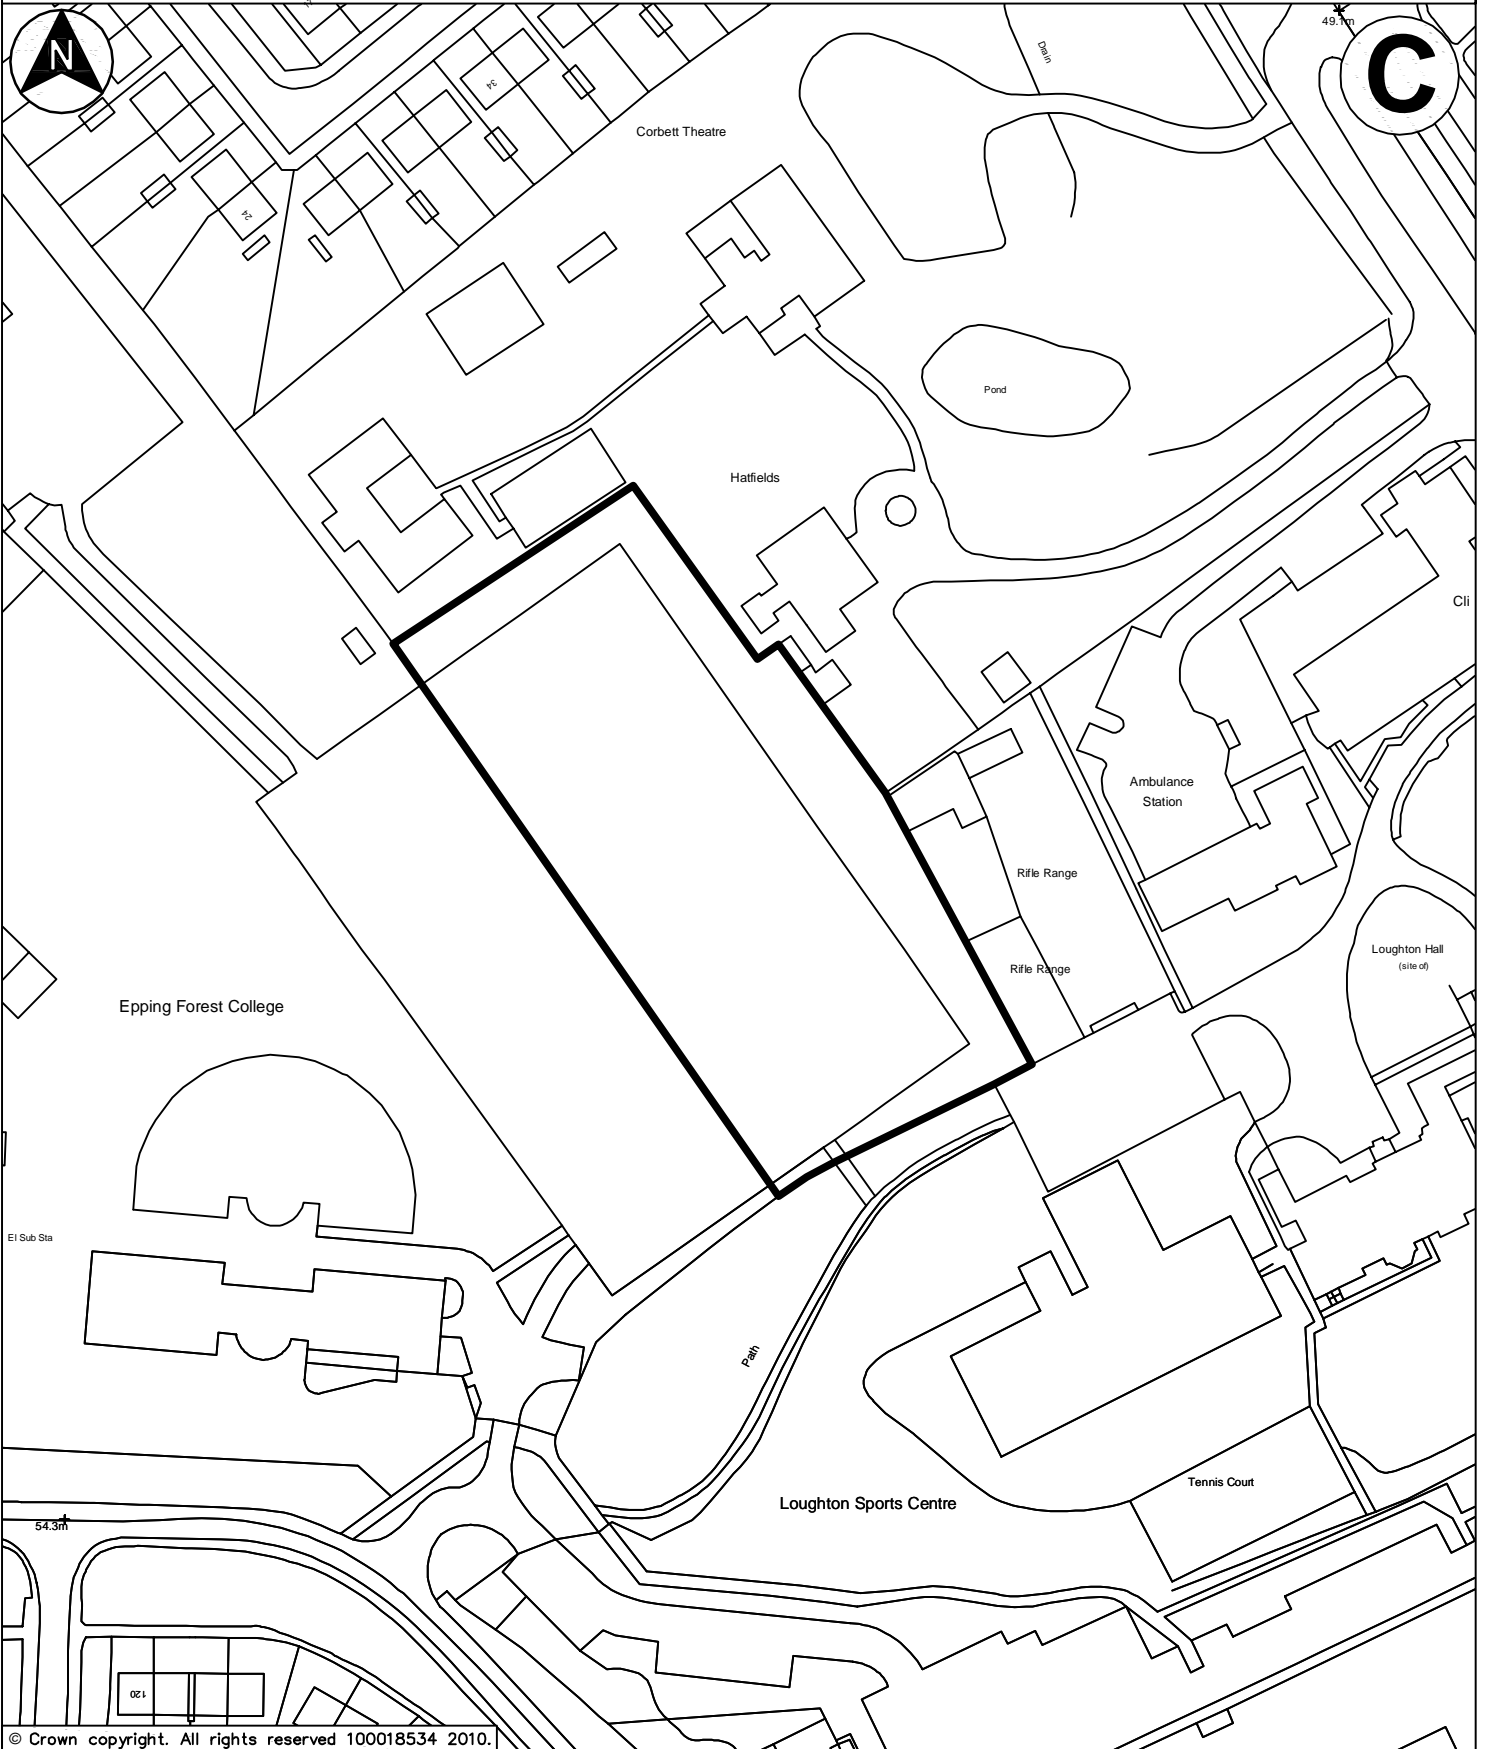 N
49.1m
C
Drain
34
Corbett Theatre
24
Pond
Hatfields
Cli
Ambulance
Station
Rifle Range
Loughton Hall
(site of)
Rifle Range
Epping Forest College
El Sub Sta
Path
Tennis Court
Loughton Sports Centre
54.3m
120
© Crown copyright. All rights reserved 100018534 2010.